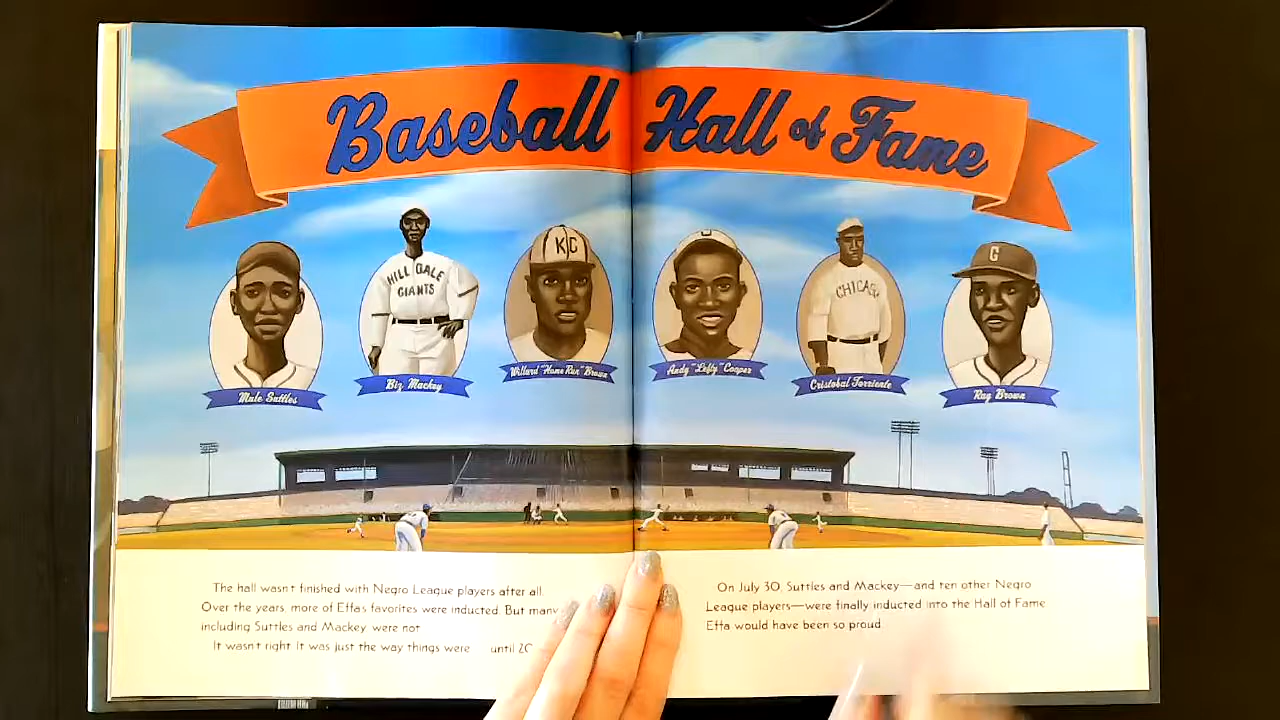 Baseball Hall of Fame
HILLDALE
GIANTS
KC
CHICAG
G
Mule Suttles
Biz Mackey
Willard "Home Run" Brown
Andy "Lefty" Cooper
Cristobal Torriente
Ray Brown
The hall wasn't finished with Negro League players after all.
Over the years, more of Effa's favorites were inducted. But many,
including Suttles and Mackey, were not.
It wasn't right. It was just the way things were until
On July 30, Suttles and Mackey—and ten other Negro
League players—were finally inducted into the Hall of Fame.
Effa would have been so proud.